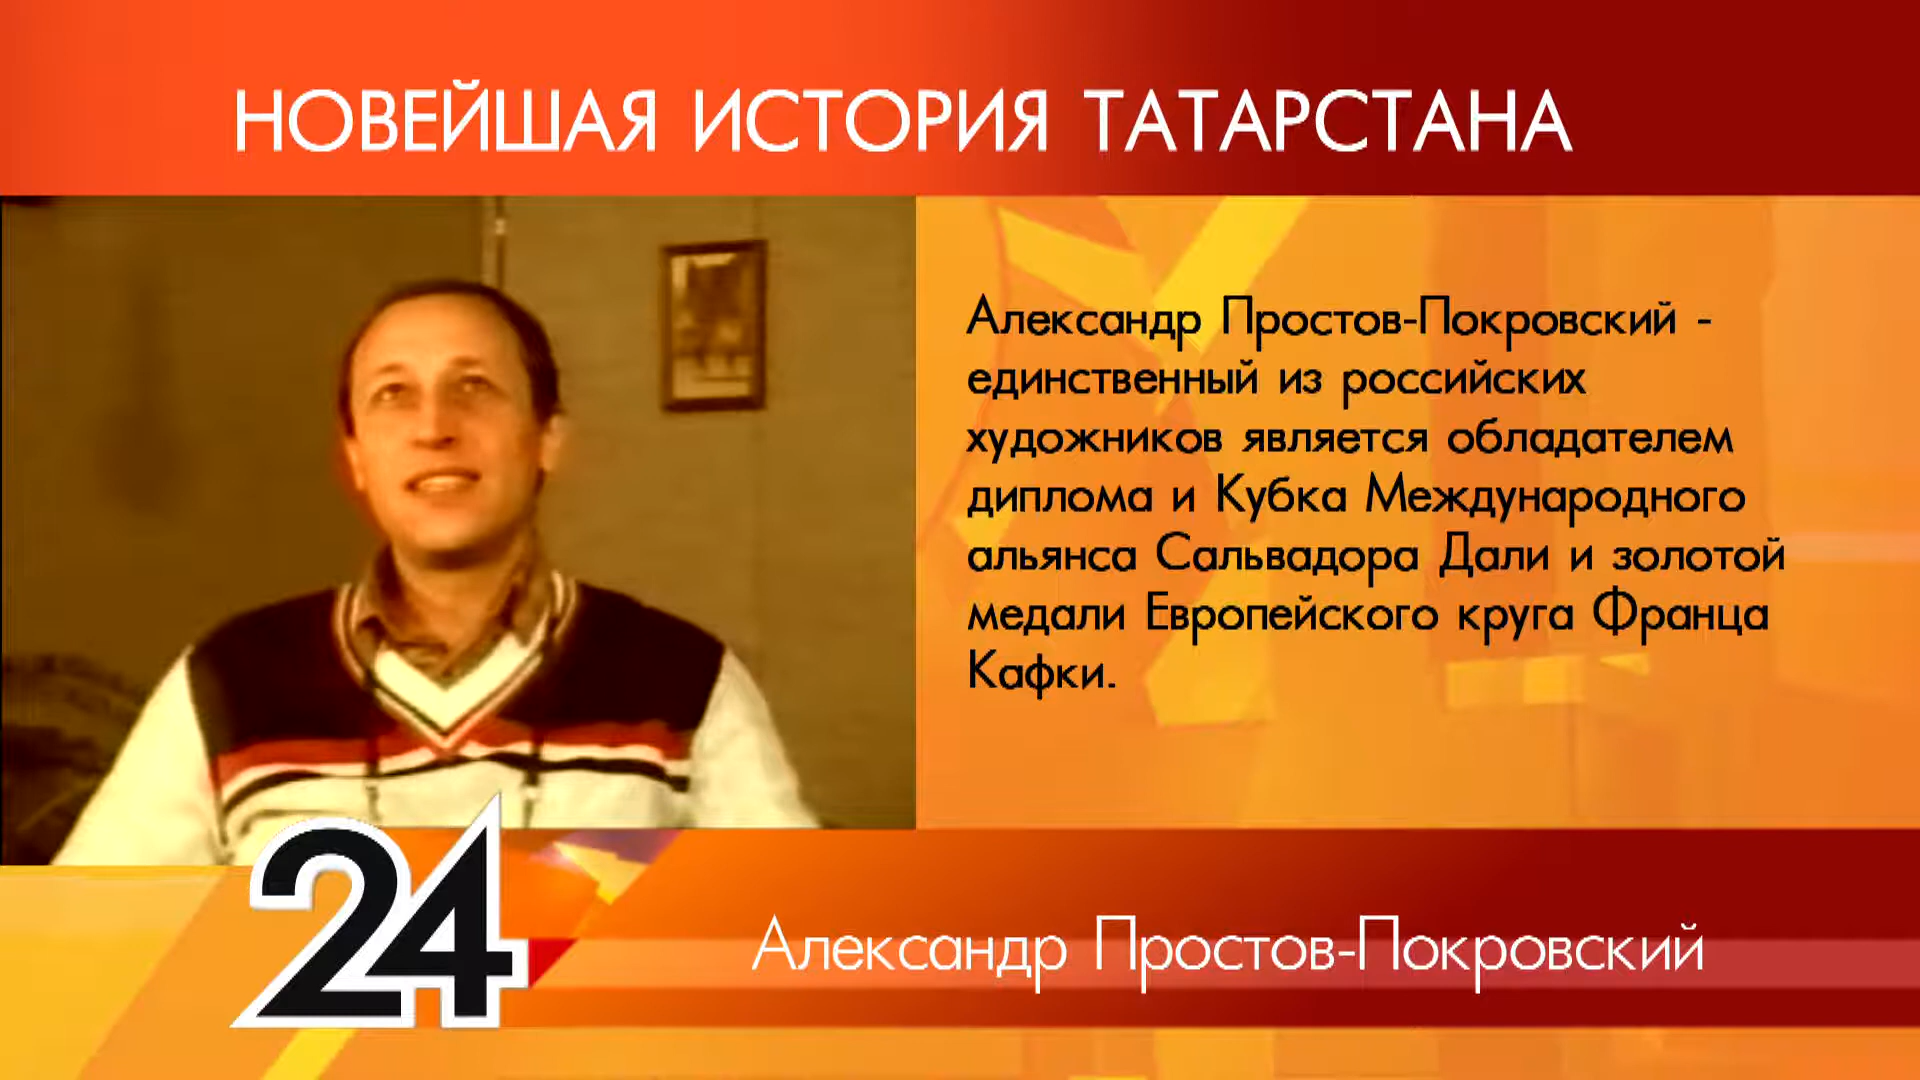 НОВЕЙШАЯ ИСТОРИЯ ТАТАРСТАНА
Александр Простов-Покровский -
единственный из российских
художников является обладателем
диплома и Кубка Международного
альянса Сальвадора Дали и золотой
медали Европейского круга Франца
Кафки.
24
Александр Простов-Покровский